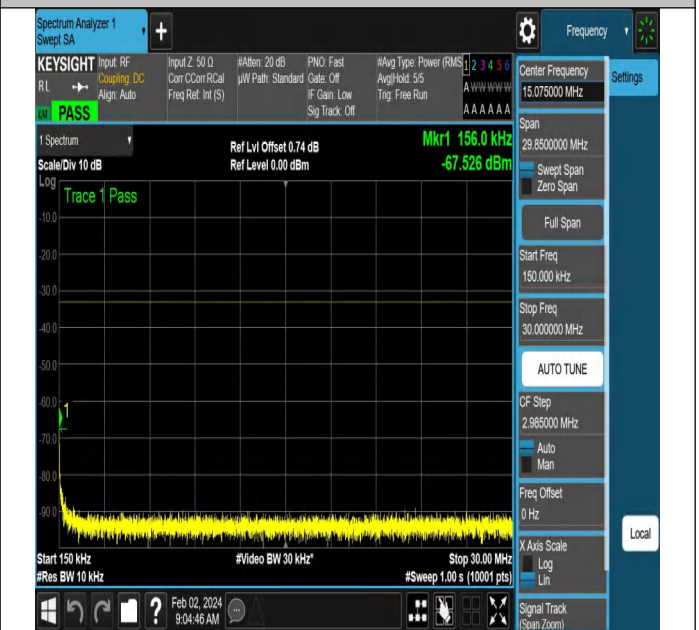 Spectrum Analyzer 1
Swept SA
+
Frequency
KEYSIGHT
RL
PASS
Input: RF
Coupling: DC
Align: Auto
Input Z: 50 Ω
Corr CCorr RCal
Freq Ref: Int (S)
#Atten: 20 dB
µW Path: Standard
PNO: Fast
Gate: Off
IF Gain: Low
Sig Track: Off
#Avg Type: Power (RMS
Avg|Hold: 5/5
Trig: Free Run
1 2 3 4 5 6
A W W W W W
A A A A A A
1 Spectrum
Scale/Div 10 dB
Ref Lvl Offset 0.74 dB
Ref Level 0.00 dBm
Mkr1 156.0 kHz
-67.526 dBm
Log
Trace 1 Pass
-10.0
-20.0
-30.0
-40.0
-50.0
-60.0
1
-70.0
-80.0
-90.0
Start 150 kHz
#Video BW 30 kHz*
Stop 30.00 MHz
#Res BW 10 kHz
#Sweep 1.00 s (10001 pts)
Feb 02, 2024
9:04:46 AM
Center Frequency
15.075000 MHz
Settings
Span
29.8500000 MHz
Swept Span
Zero Span
Full Span
Start Freq
150.000 kHz
Stop Freq
30.000000 MHz
AUTO TUNE
CF Step
2.985000 MHz
Auto
Man
Freq Offset
0 Hz
X Axis Scale
Log
Lin
Local
Signal Track
(Span Zoom)